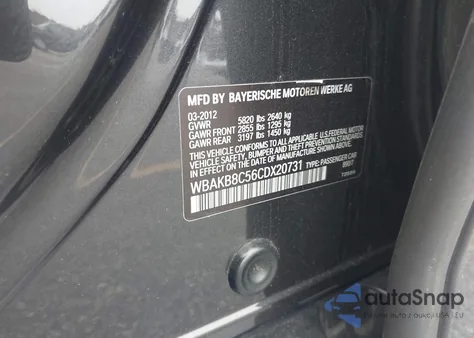 MFD BY BAYERISCHE MOTOREN WERKE AG
03-2012
GVWR 5820 lbs 2640 kg
GAWR FRONT 2855 lbs 1295 kg
GAWR REAR 3197 lbs 1450 kg
THIS VEHICLE CONFORMS TO ALL APPLICABLE U.S. FEDERAL MOTOR
VEHICLE SAFETY, BUMPER, AND THEFT PREVENTION STANDARDS
IN EFFECT ON THE DATE OF MANUFACTURE SHOWN ABOVE.
WBAKB8C56CDX20731 TYPE: PASSENGER CAR
autoSnap